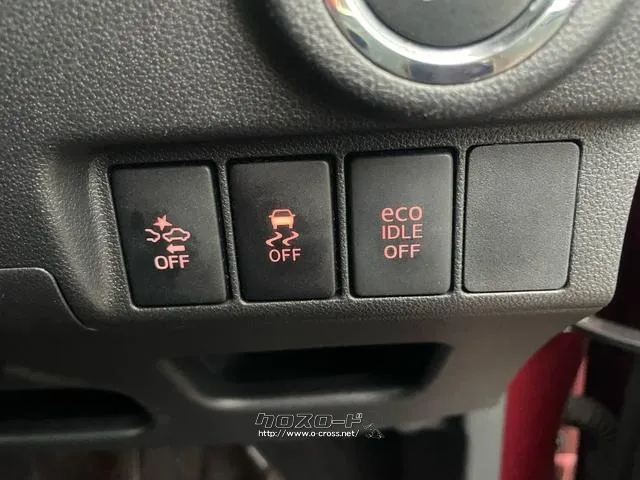 OFF
OFF
eco
IDLE
OFF
クロスロード
http://www.o-cross.net/